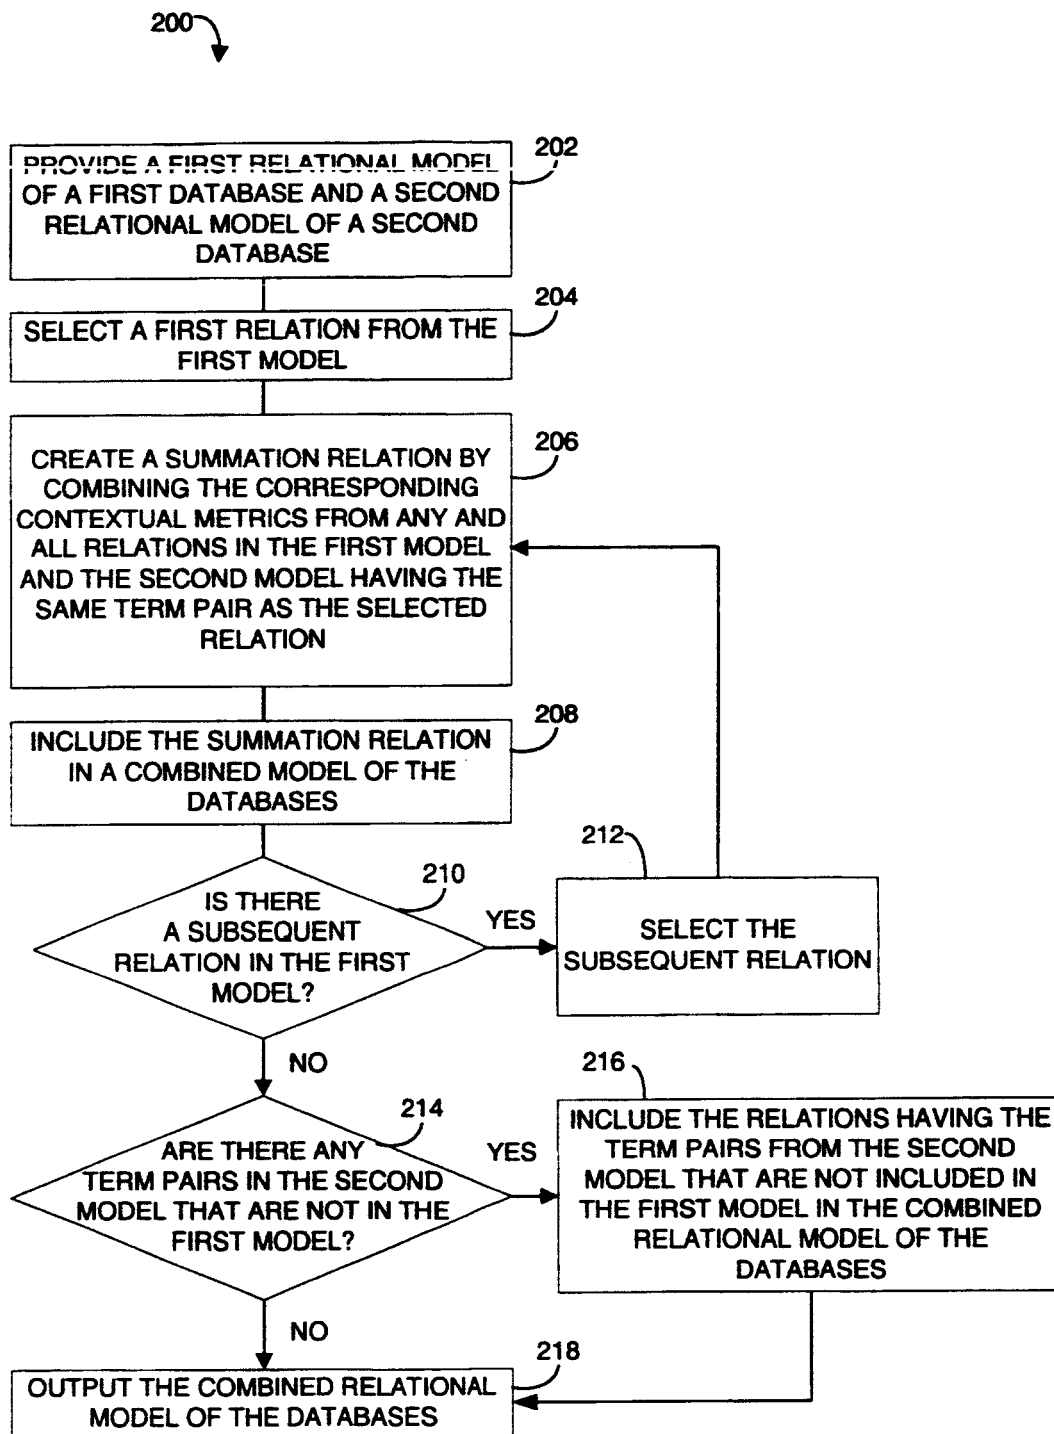 200
202
PROVIDE A FIRST RELATIONAL MODEL
OF A FIRST DATABASE AND A SECOND
RELATIONAL MODEL OF A SECOND
DATABASE
204
SELECT A FIRST RELATION FROM THE
FIRST MODEL
206
CREATE A SUMMATION RELATION BY
COMBINING THE CORRESPONDING
CONTEXTUAL METRICS FROM ANY AND
ALL RELATIONS IN THE FIRST MODEL
AND THE SECOND MODEL HAVING THE
SAME TERM PAIR AS THE SELECTED
RELATION
208
INCLUDE THE SUMMATION RELATION
IN A COMBINED MODEL OF THE
DATABASES
210
IS THERE
A SUBSEQUENT
RELATION IN THE FIRST
MODEL?
YES
212
SELECT THE
SUBSEQUENT RELATION
NO
214
ARE THERE ANY
TERM PAIRS IN THE SECOND
MODEL THAT ARE NOT IN THE
FIRST MODEL?
YES
216
INCLUDE THE RELATIONS HAVING THE
TERM PAIRS FROM THE SECOND
MODEL THAT ARE NOT INCLUDED IN
THE FIRST MODEL IN THE COMBINED
RELATIONAL MODEL OF THE
DATABASES
NO
218
OUTPUT THE COMBINED RELATIONAL
MODEL OF THE DATABASES